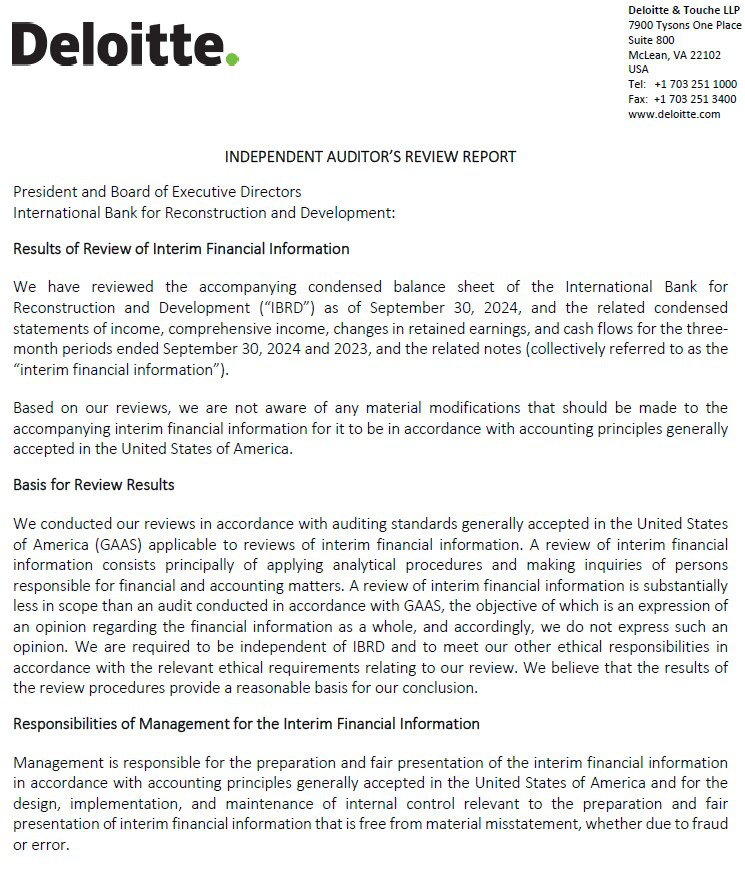 Deloitte.
Deloitte & Touche LLP
7900 Tysons One Place
Suite 800
McLean, VA 22102
USA
Tel: +1 703 251 1000
Fax: +1 703 251 3400
www.deloitte.com
INDEPENDENT AUDITOR’S REVIEW REPORT
President and Board of Executive Directors
International Bank for Reconstruction and Development:
Results of Review of Interim Financial Information
We have reviewed the accompanying condensed balance sheet of the International Bank for
Reconstruction and Development (“IBRD”) as of September 30, 2024, and the related condensed
statements of income, comprehensive income, changes in retained earnings, and cash flows for the three-
month periods ended September 30, 2024 and 2023, and the related notes (collectively referred to as the
“interim financial information”).
Based on our reviews, we are not aware of any material modifications that should be made to the
accompanying interim financial information for it to be in accordance with accounting principles generally
accepted in the United States of America.
Basis for Review Results
We conducted our reviews in accordance with auditing standards generally accepted in the United States
of America (GAAS) applicable to reviews of interim financial information. A review of interim financial
information consists principally of applying analytical procedures and making inquiries of persons
responsible for financial and accounting matters. A review of interim financial information is substantially
less in scope than an audit conducted in accordance with GAAS, the objective of which is an expression of
an opinion regarding the financial information as a whole, and accordingly, we do not express such an
opinion. We are required to be independent of IBRD and to meet our other ethical responsibilities in
accordance with the relevant ethical requirements relating to our review. We believe that the results of
the review procedures provide a reasonable basis for our conclusion.
Responsibilities of Management for the Interim Financial Information
Management is responsible for the preparation and fair presentation of the interim financial information
in accordance with accounting principles generally accepted in the United States of America and for the
design, implementation, and maintenance of internal control relevant to the preparation and fair
presentation of interim financial information that is free from material misstatement, whether due to fraud
or error.